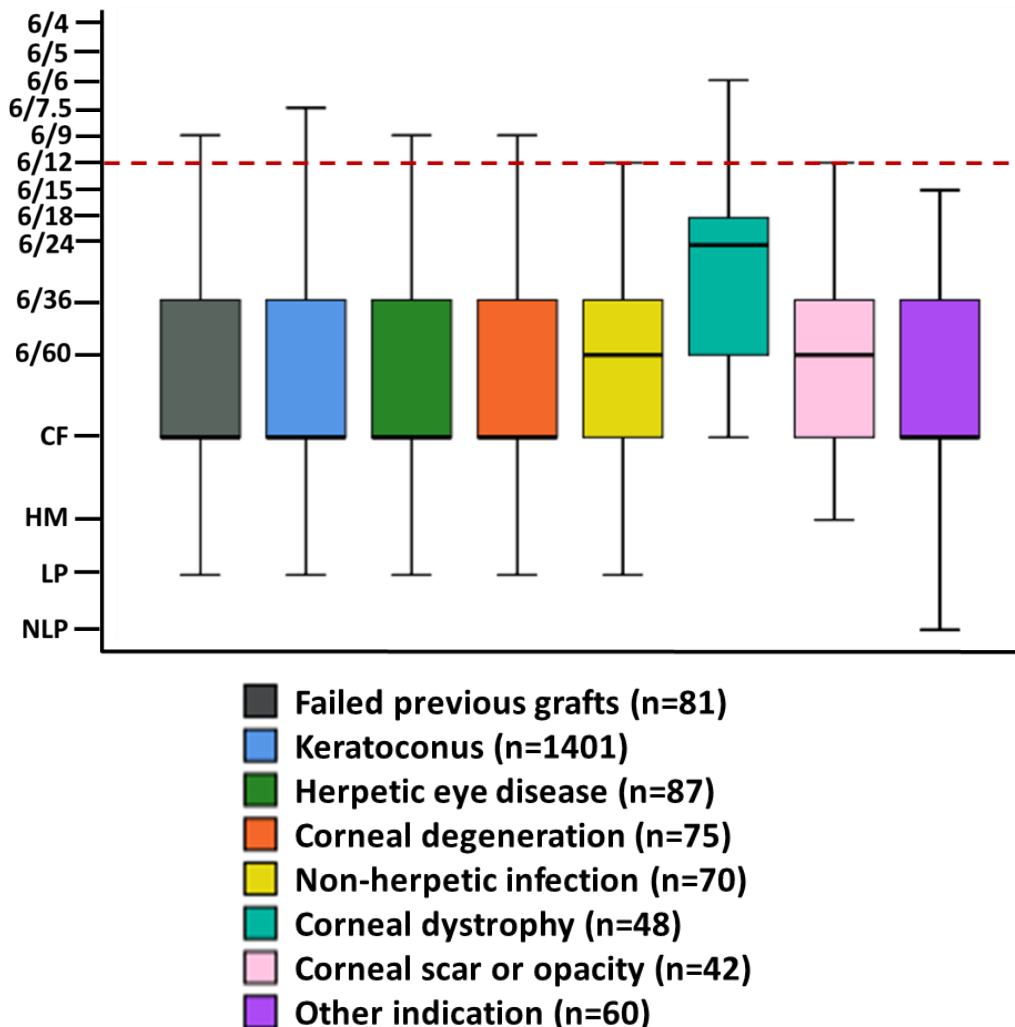 6/4
6/5
6/6
6/7.5
6/9
6/12
6/15
6/18
6/24
6/36
6/60
CF
HM
LP
NLP
Failed previous grafts (n=81)
Keratoconus (n=1401)
Herpetic eye disease (n=87)
Corneal degeneration (n=75)
Non-herpetic infection (n=70)
Corneal dystrophy (n=48)
Corneal scar or opacity (n=42)
Other indication (n=60)